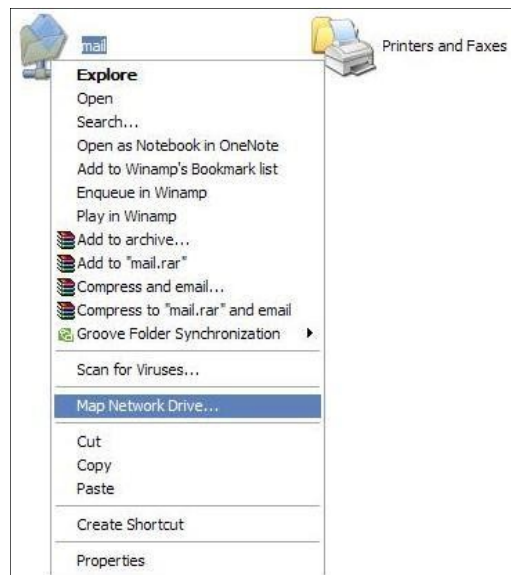 mail
Printers and Faxes
Explore
Open
Search...
Open as Notebook in OneNote
Add to Winamp's Bookmark list
Enqueue in Winamp
Play in Winamp
Add to archive...
Add to "mail.rar"
Compress and email...
Compress to "mail.rar" and email
Groove Folder Synchronization
Scan for Viruses...
Map Network Drive...
Cut
Copy
Paste
Create Shortcut
Properties